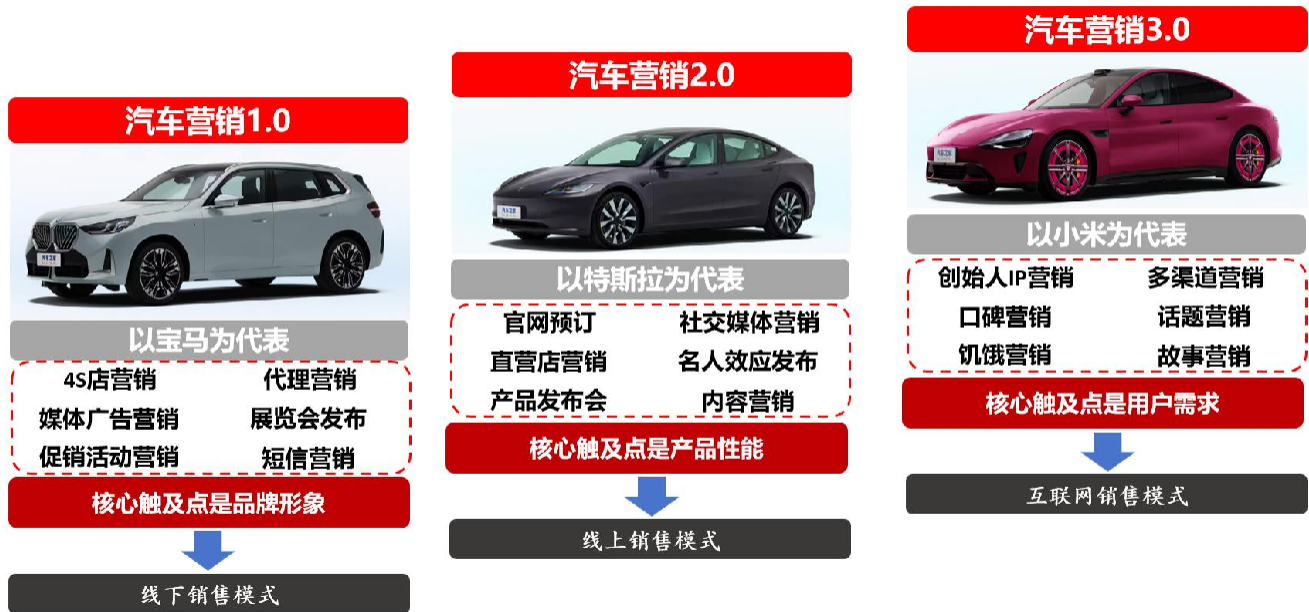 汽车营销1.0
以宝马为代表
4S店营销 代理营销
媒体广告营销 展览会发布
促销活动营销 短信营销
核心触及点是品牌形象
线下销售模式
汽车营销2.0
以特斯拉为代表
官网预订 社交媒体营销
直营店营销 名人效应发布
产品发布会 内容营销
核心触及点是产品性能
线上销售模式
汽车营销3.0
以小米为代表
创始人IP营销 多渠道营销
口碑营销 话题营销
饥饿营销 故事营销
核心触及点是用户需求
互联网销售模式